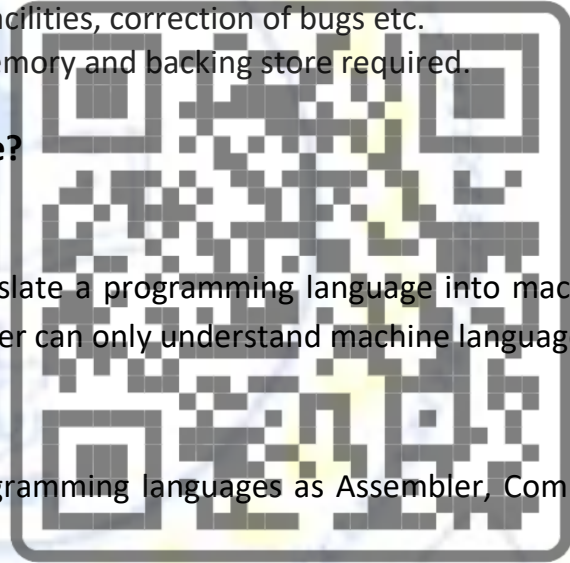 cilities, correction of bugs etc.
emory and backing store required.
e?
slate a programming language into mac
er can only understand machine languag
gramming languages as Assembler, Com